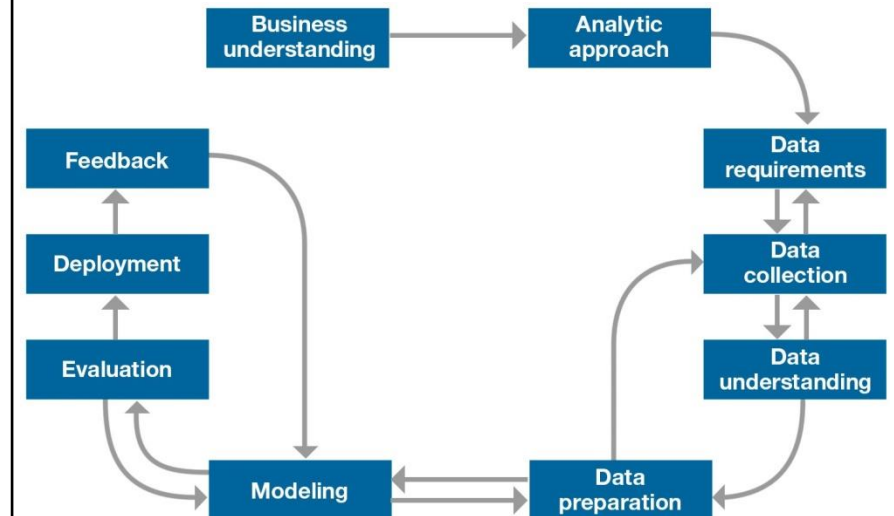 Business
understanding
Analytic
approach
Data
requirements
Data
collection
Data
understanding
Data
preparation
Modeling
Evaluation
Deployment
Feedback